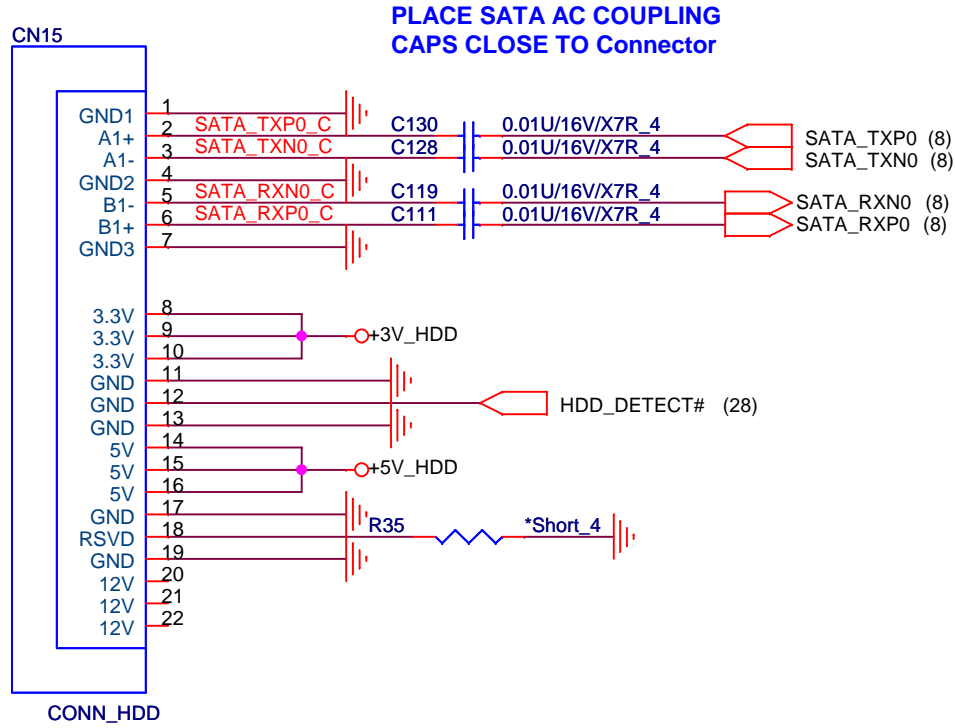 PLACE SATA AC COUPLING
CAPS CLOSE TO Connector
CN15
GND1 1
A1+ 2 SATA_TXP0_C C130 0.01U/16V/X7R_4 SATA_TXP0 (8)
A1- 3 SATA_TXN0_C C128 0.01U/16V/X7R_4 SATA_TXN0 (8)
GND2 4
B1- 5 SATA_RXN0_C C119 0.01U/16V/X7R_4 SATA_RXN0 (8)
B1+ 6 SATA_RXP0_C C111 0.01U/16V/X7R_4 SATA_RXP0 (8)
GND3 7
3.3V 8
3.3V 9 +3V_HDD
3.3V 10
GND 11
GND 12 HDD_DETECT# (28)
GND 13
5V 14
5V 15 +5V_HDD
5V 16
GND 17
RSVD 18 R35 *Short_4
GND 19
12V 20
12V 21
12V 22
CONN_HDD